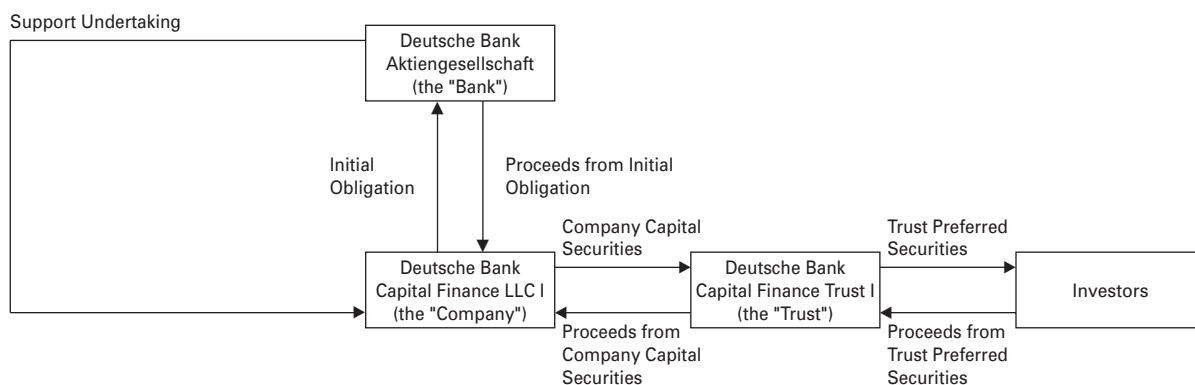 Support Undertaking
Deutsche Bank
Aktiengesellschaft
(the "Bank")
Initial
Obligation
Proceeds from Initial
Obligation
Company Capital
Securities
Trust Preferred
Securities
Deutsche Bank
Capital Finance LLC I
(the "Company")
Deutsche Bank
Capital Finance Trust I
(the "Trust")
Investors
Proceeds from
Company Capital
Securities
Proceeds from
Trust Preferred
Securities